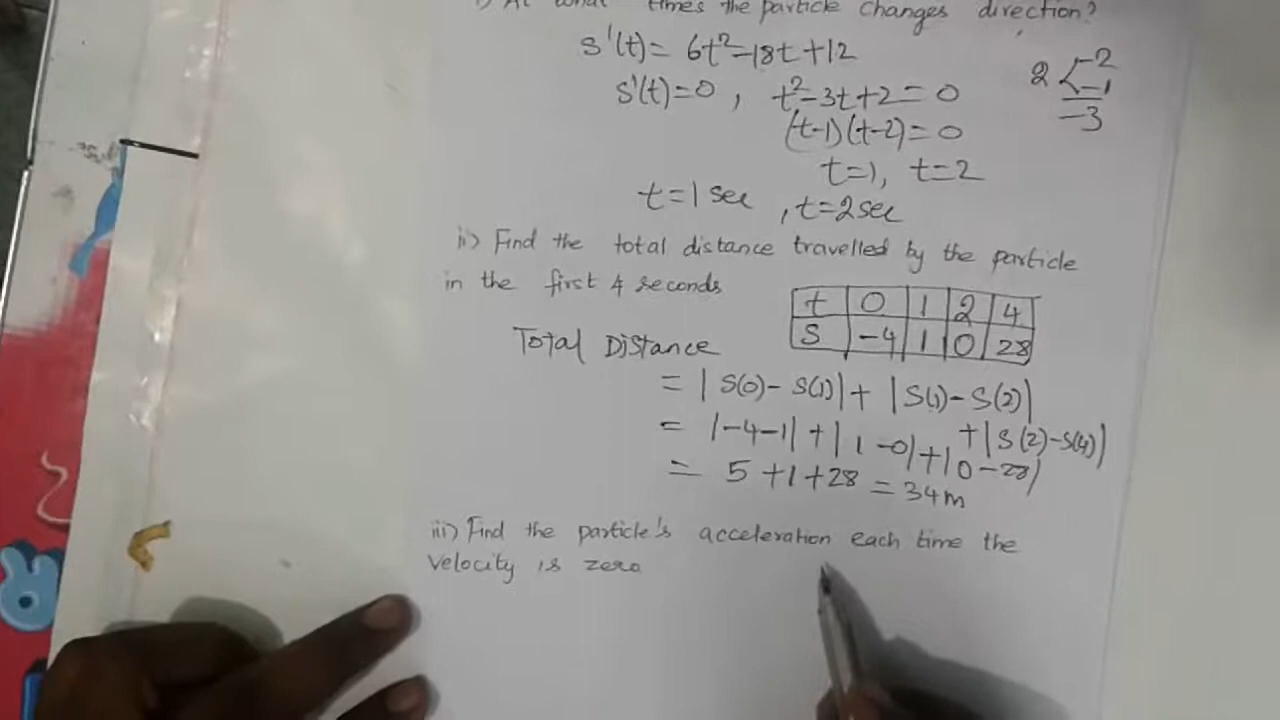 i) At what times the particle changes direction?
s'(t) = 6t²-18t+12
s'(t)=0 , t²-3t+2=0
2 -2 -1 -3
(t-1)(t-2)=0
t=1, t=2
t=1 sec , t=2sec
ii) Find the total distance travelled by the particle
in the first 4 seconds
t 0 1 2 4
S -4 1 0 28
Total Distance
= |S(0)-S(1)|+ |S(1)-S(2)|
+|S(2)-S(4)|
= |-4-1|+|1-0|+|0-28|
= 5+1+28 = 34m
iii) Find the particle's acceleration each time the
velocity is zero